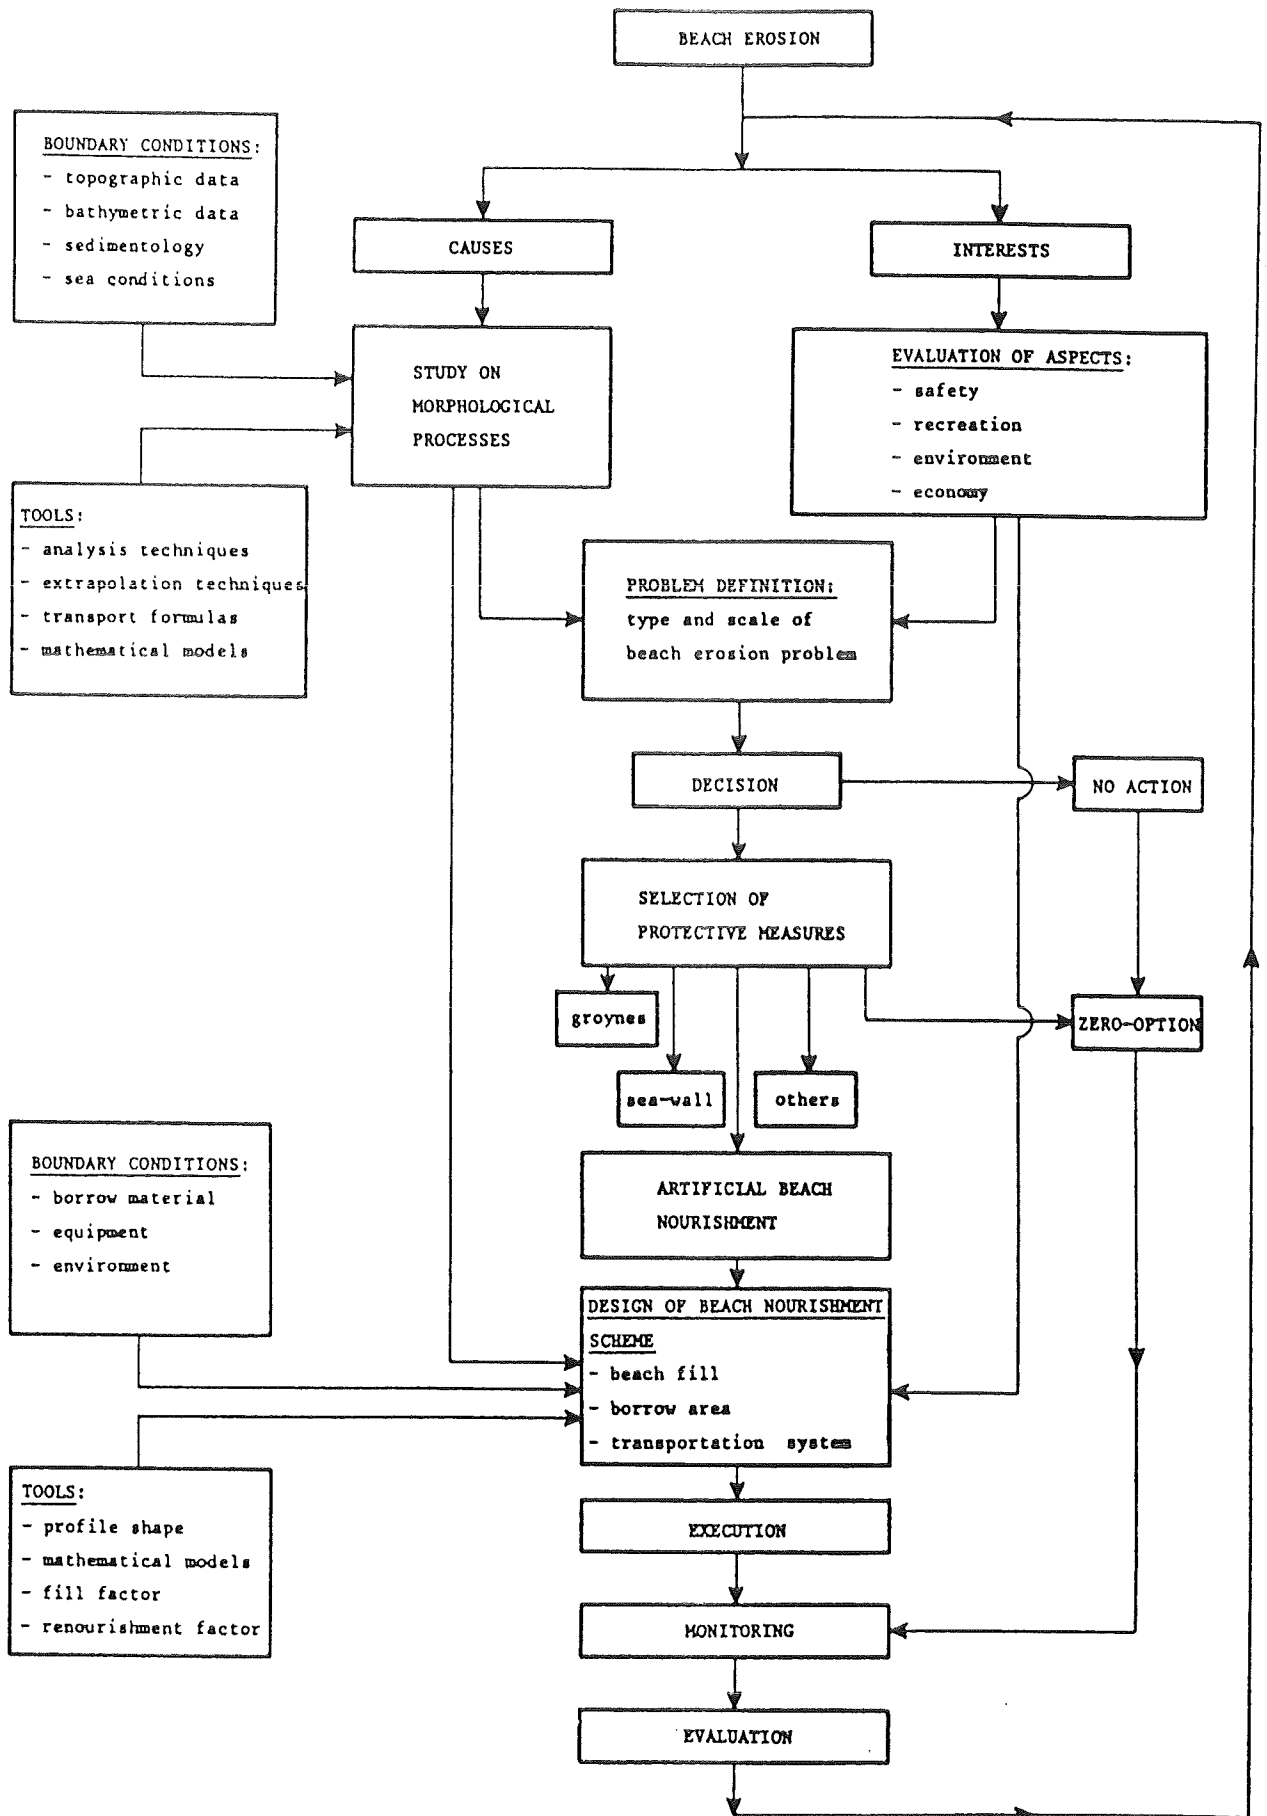 BEACH EROSION
BOUNDARY CONDITIONS:
- topographic data
- bathymetric data
- sedimentology
- sea conditions
CAUSES
INTERESTS
STUDY ON
MORPHOLOGICAL
PROCESSES
EVALUATION OF ASPECTS:
- safety
- recreation
- environment
- economy
TOOLS:
- analysis techniques
- extrapolation techniques
- transport formulas
- mathematical models
PROBLEM DEFINITION:
type and scale of
beach erosion problem
DECISION
NO ACTION
SELECTION OF
PROTECTIVE MEASURES
groynes
ZERO-OPTION
sea-wall
others
BOUNDARY CONDITIONS:
- borrow material
- equipment
- environment
ARTIFICIAL BEACH
NOURISHMENT
DESIGN OF BEACH NOURISHMENT
SCHEME
- beach fill
- borrow area
- transportation system
TOOLS:
- profile shape
- mathematical models
- fill factor
- renourishment factor
EXECUTION
MONITORING
EVALUATION